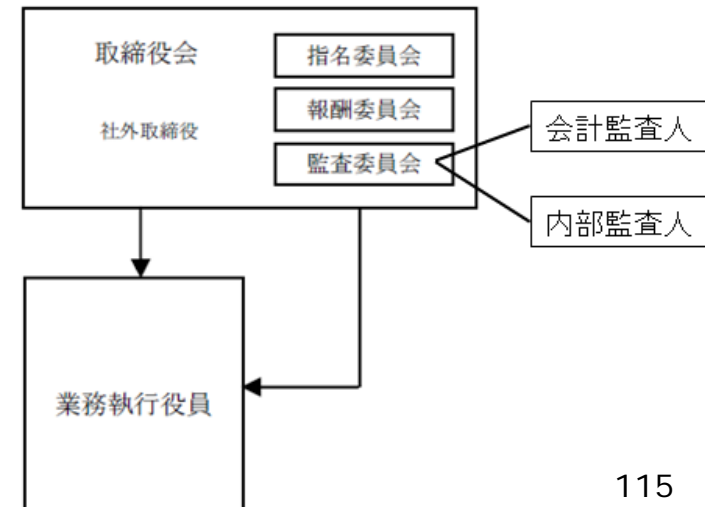 取締役会
社外取締役
指名委員会
報酬委員会
監査委員会
会計監査人
内部監査人
業務執行役員
115